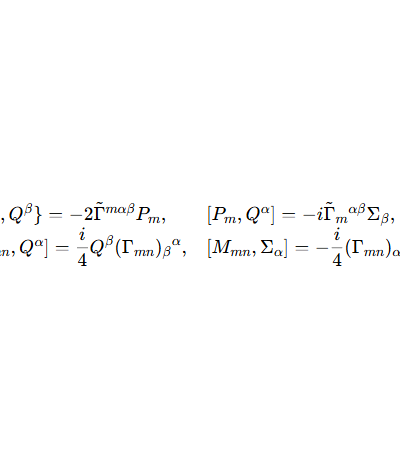 , Q^β} = −2Γ̃^{mαβ}P_m, [P_m, Q^α] = −iΓ̃_m^{αβ}Σ_β,
_{mn}, Q^α] = i/4 Q^β(Γ_{mn})_β^α, [M_{mn}, Σ_α] = −i/4 (Γ_{mn})_α